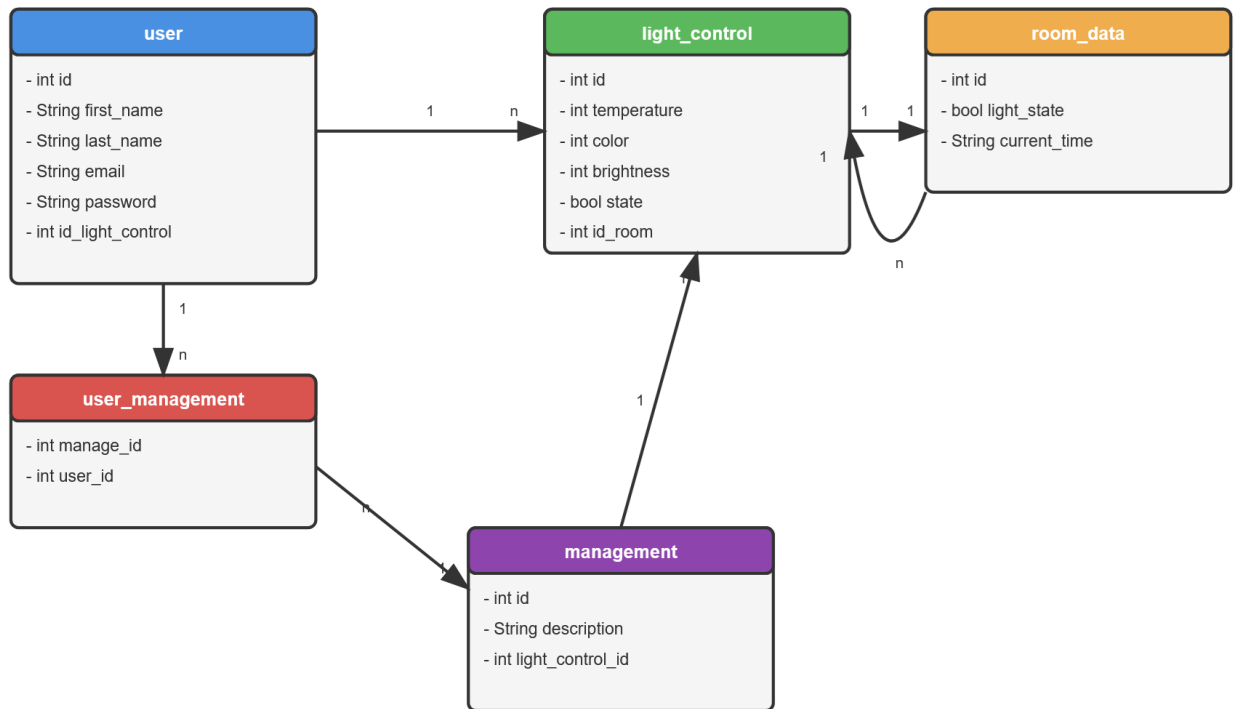 user
- int id
- String first_name
- String last_name
- String email
- String password
- int id_light_control
1
n
light_control
- int id
- int temperature
- int color
- int brightness
- bool state
- int id_room
1
1
1
n
room_data
- int id
- bool light_state
- String current_time
1
n
user_management
- int manage_id
- int user_id
n
1
management
- int id
- String description
- int light_control_id